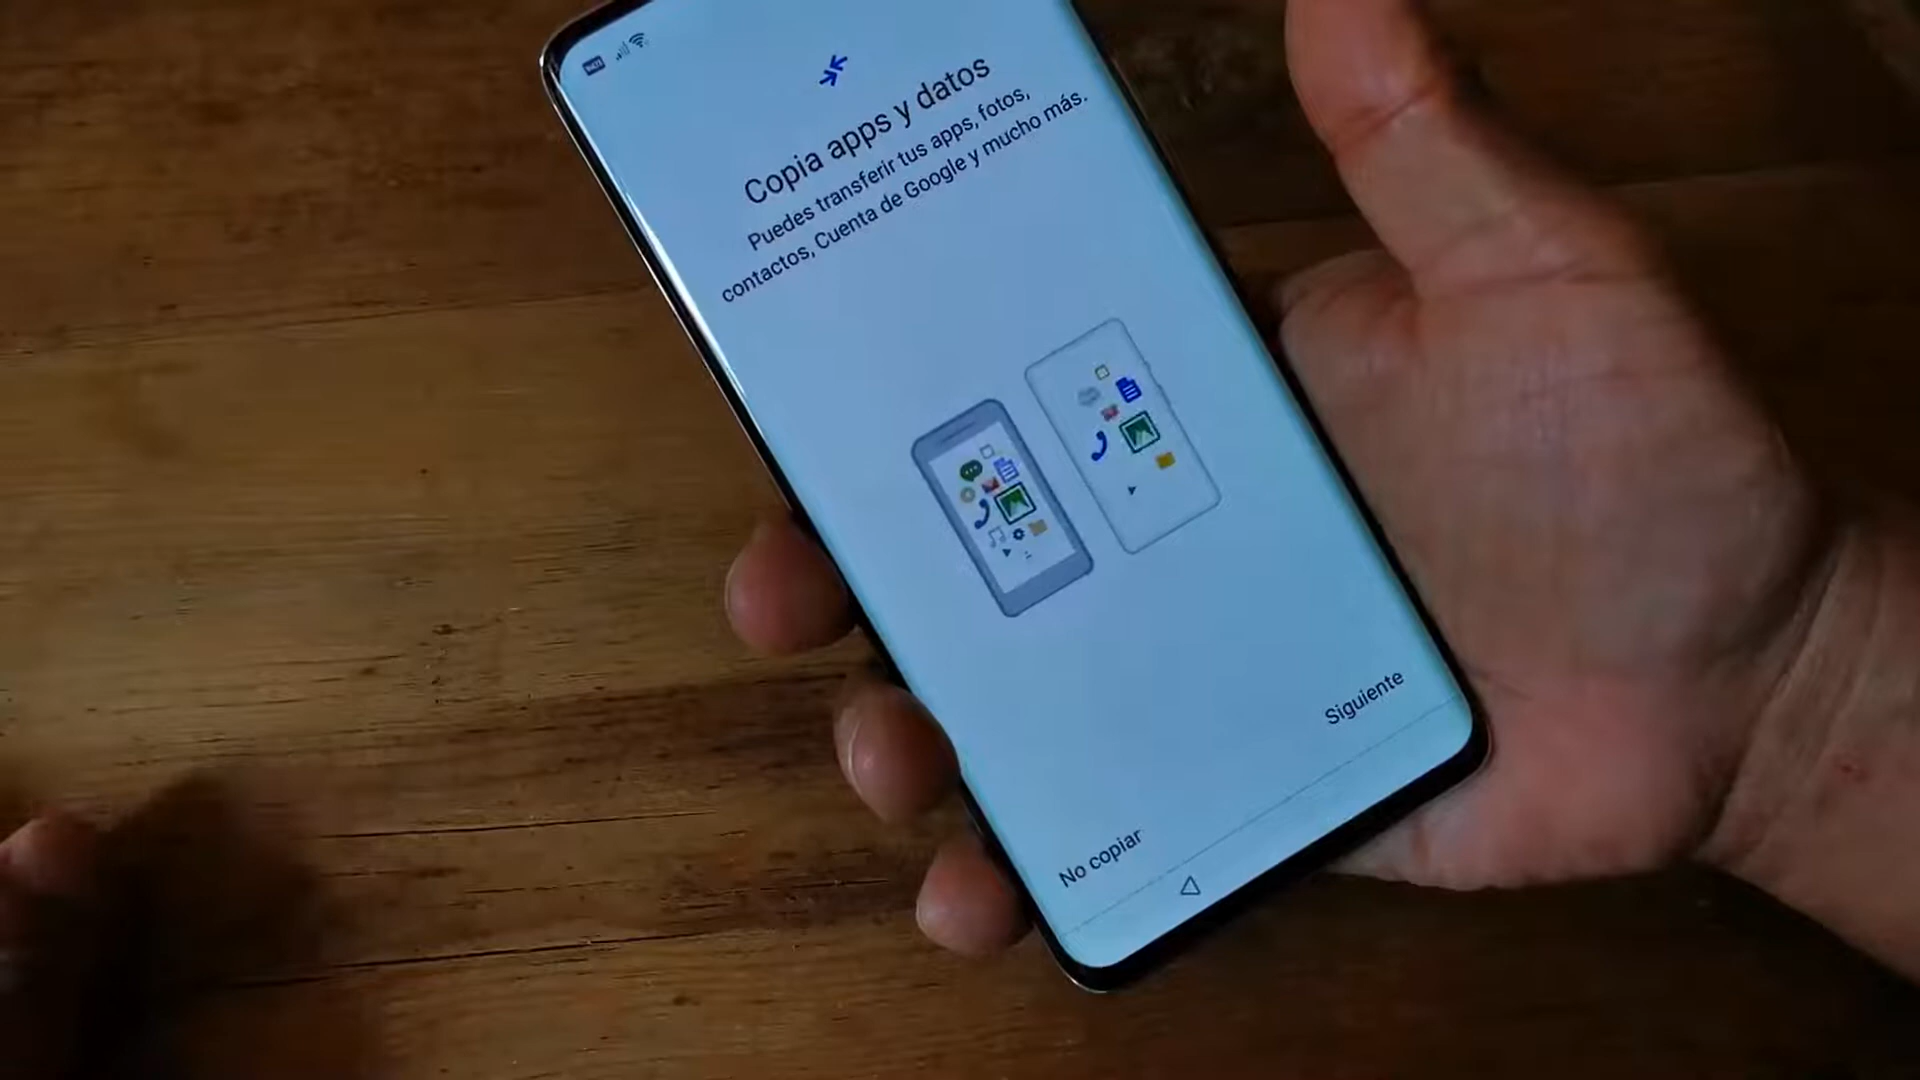 Copia apps y datos
Puedes transferir tus apps, fotos,
contactos, Cuenta de Google y mucho más.
Siguiente
No copiar